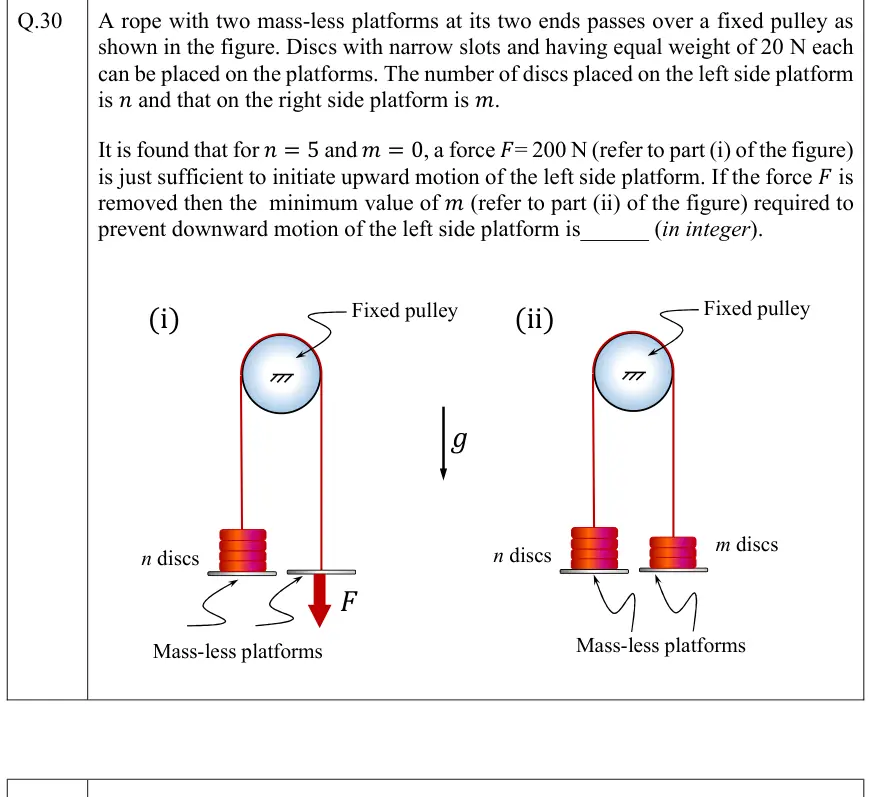 Q.30
A rope with two mass-less platforms at its two ends passes over a fixed pulley as
shown in the figure. Discs with narrow slots and having equal weight of 20 N each
can be placed on the platforms. The number of discs placed on the left side platform
is n and that on the right side platform is m.
It is found that for n = 5 and m = 0, a force F= 200 N (refer to part (i) of the figure)
is just sufficient to initiate upward motion of the left side platform. If the force F is
removed then the minimum value of m (refer to part (ii) of the figure) required to
prevent downward motion of the left side platform is______ (in integer).
(i)
Fixed pulley
n discs
F
Mass-less platforms
g
(ii)
Fixed pulley
n discs
m discs
Mass-less platforms